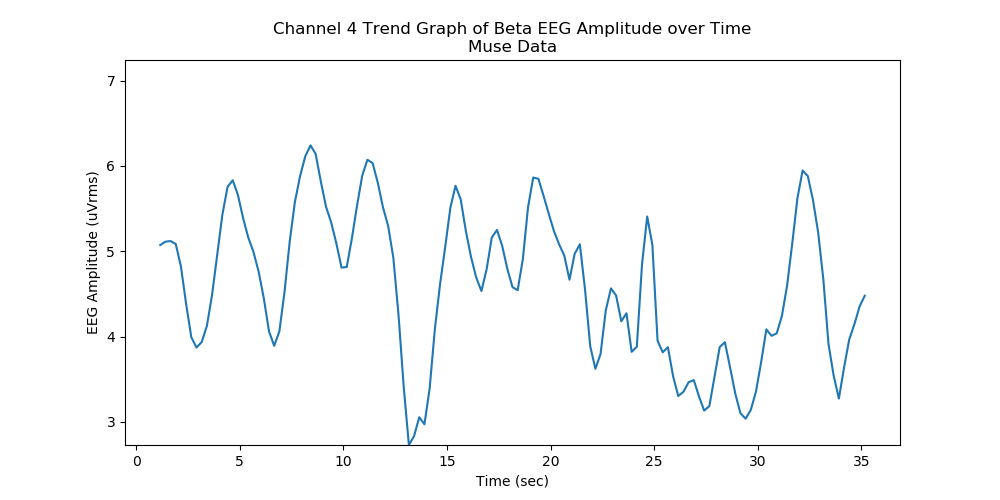 Channel 4 Trend Graph of Beta EEG Amplitude over Time
Muse Data
EEG Amplitude (uVrms)
7
6
5
4
3
0 5 10 15 20 25 30 35
Time (sec)